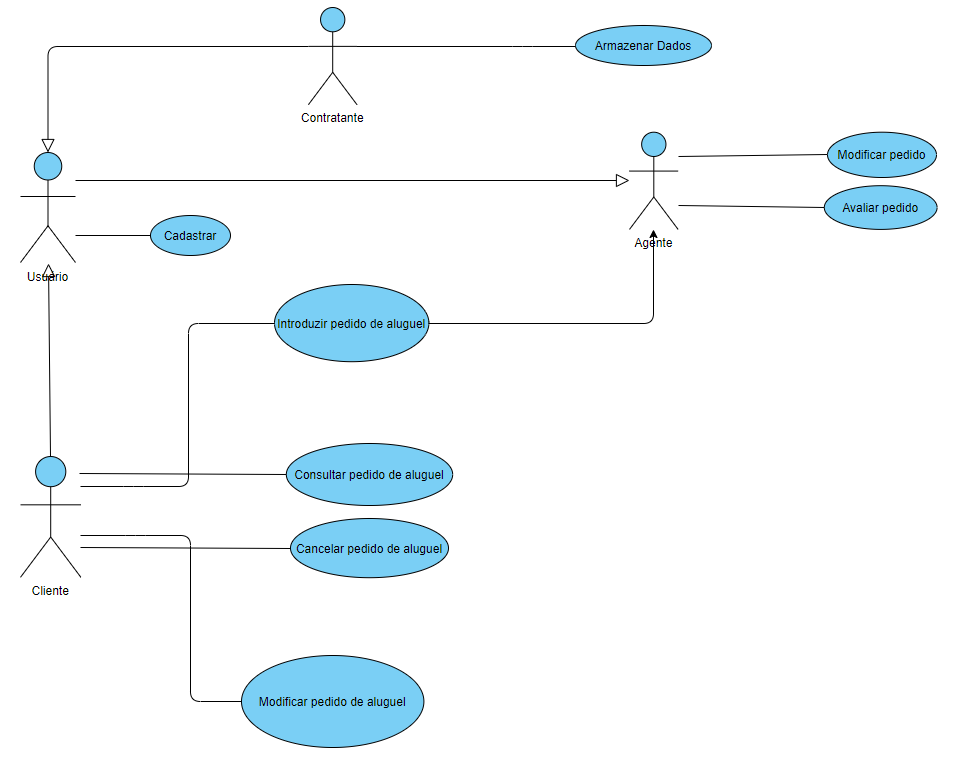 Armazenar Dados
Contratante
Modificar pedido
Avaliar pedido
Cadastrar
Agente
Usuário
Introduzir pedido de aluguel
Consultar pedido de aluguel
Cancelar pedido de aluguel
Cliente
Modificar pedido de aluguel